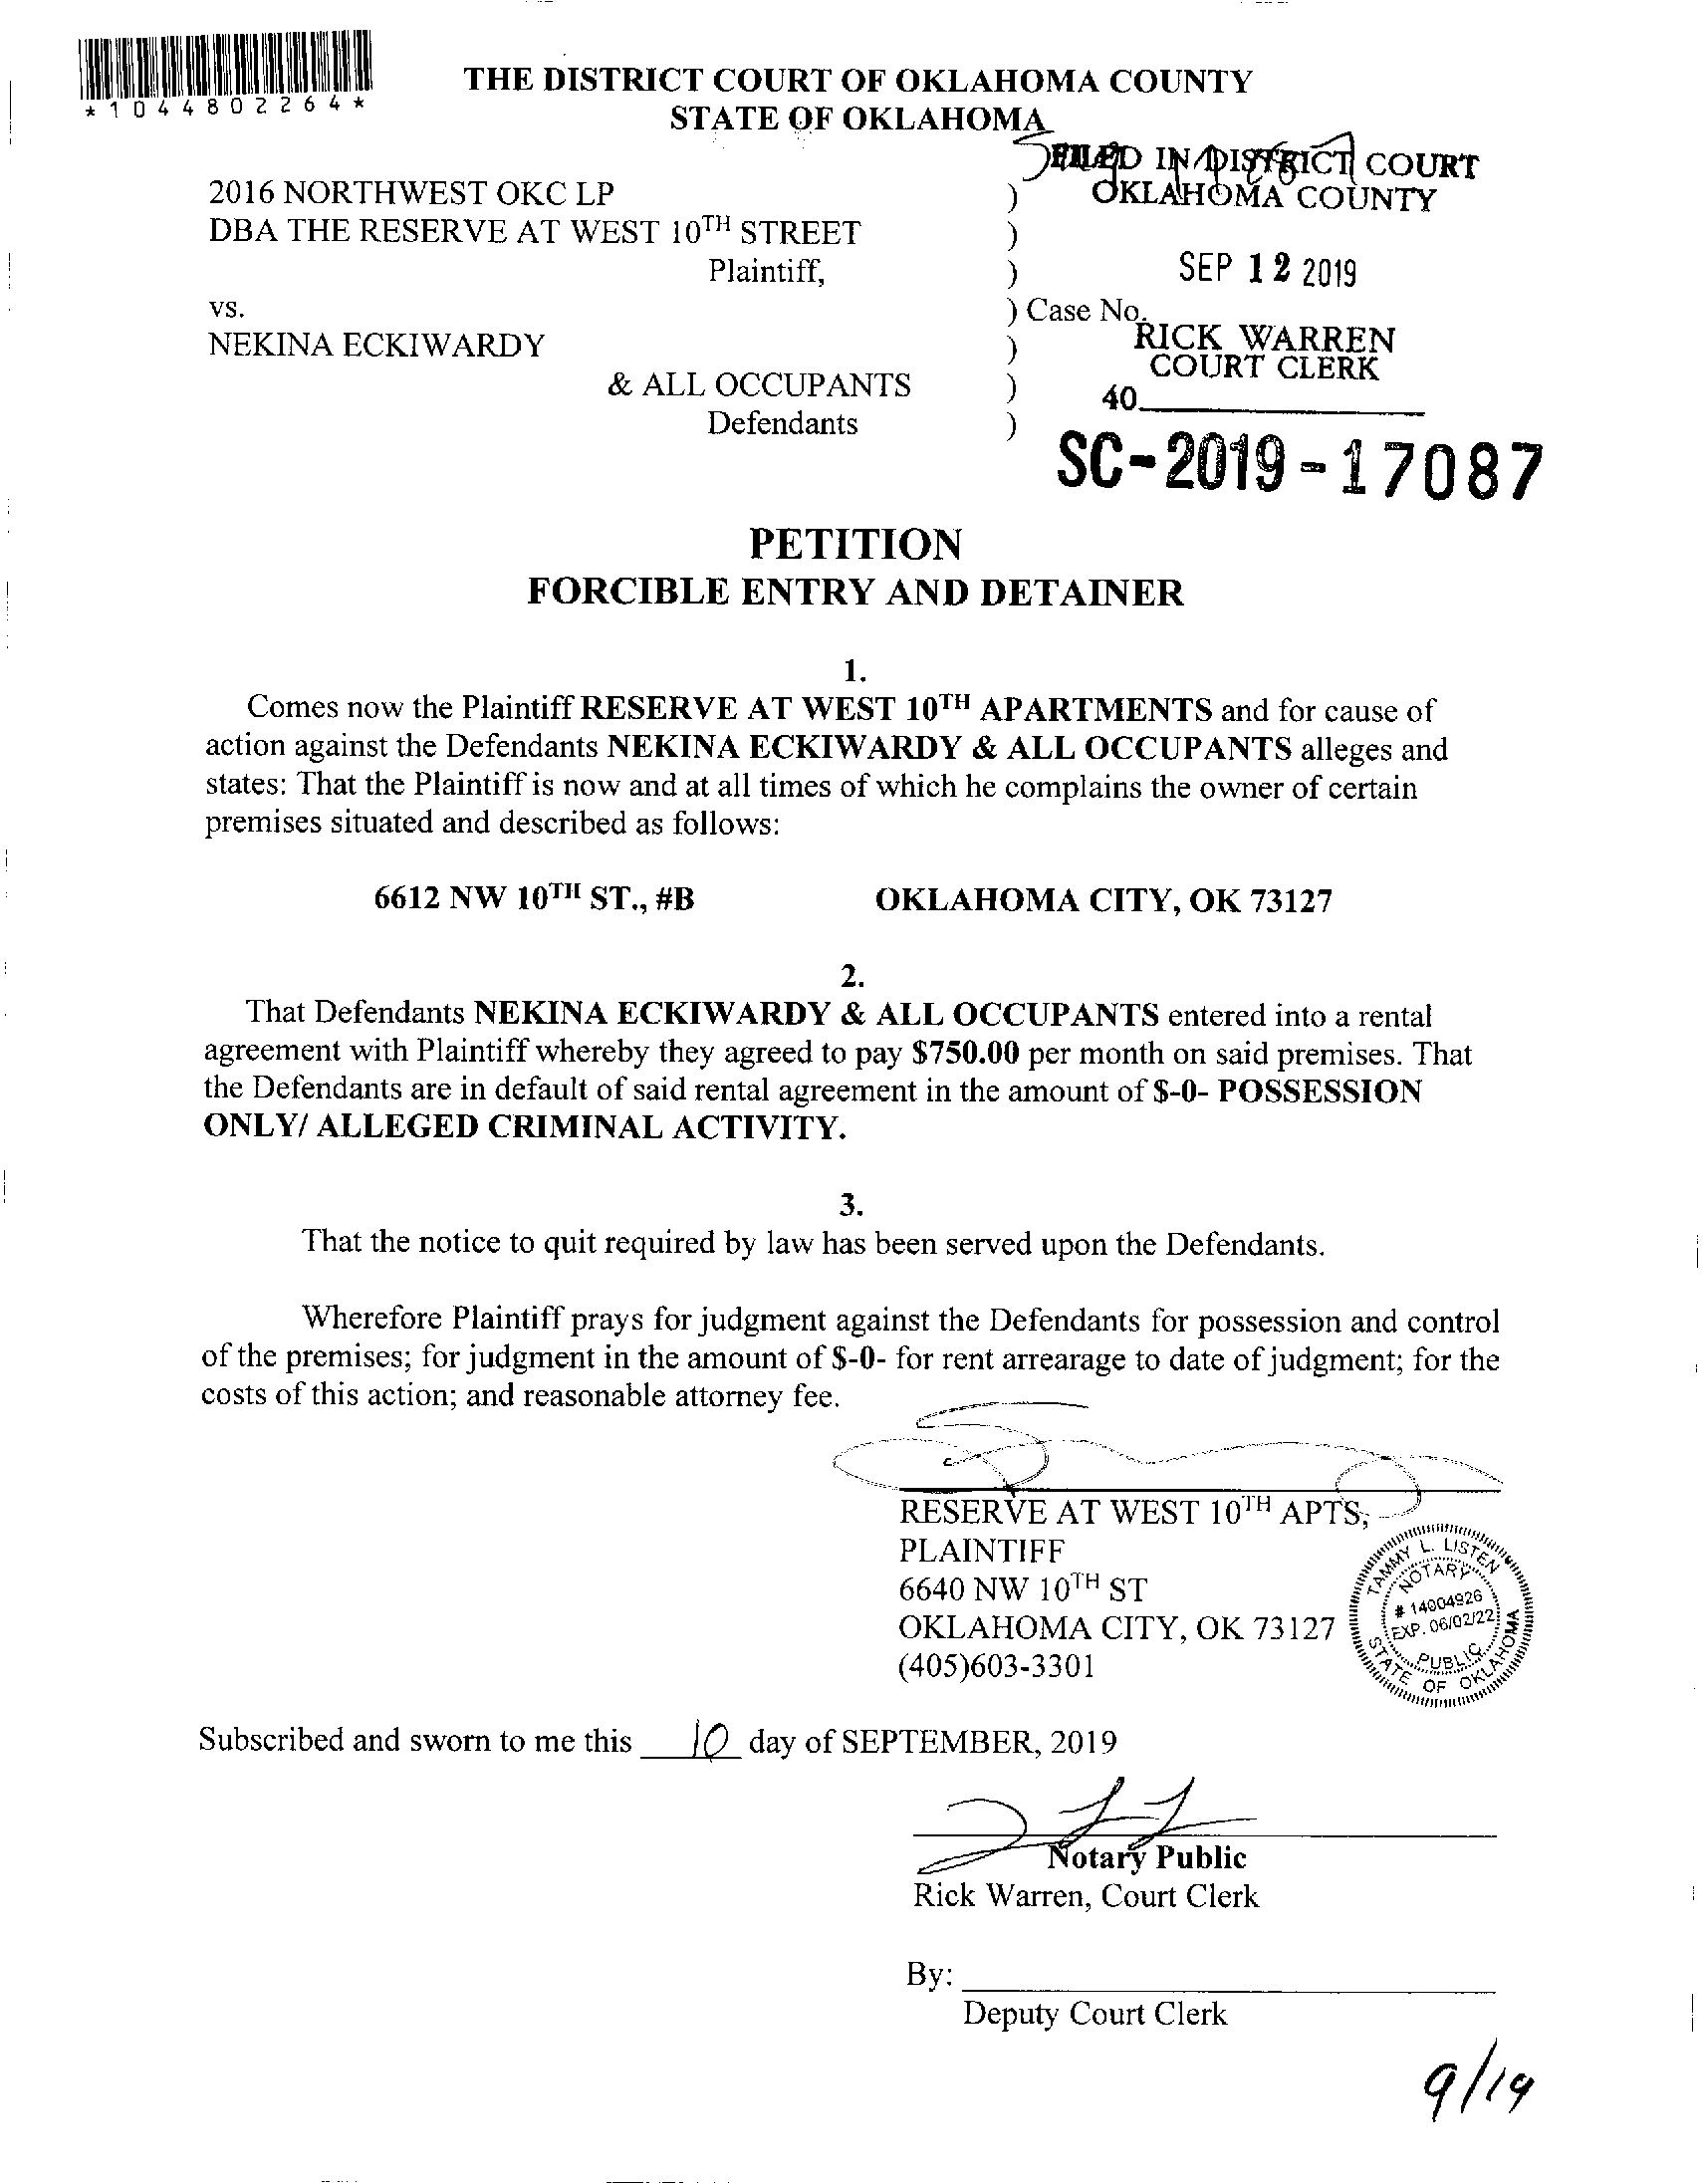 *1044802264*
THE DISTRICT COURT OF OKLAHOMA COUNTY
STATE OF OKLAHOMA
FILED IN DISTRICT COURT
OKLAHOMA COUNTY
2016 NORTHWEST OKC LP )
DBA THE RESERVE AT WEST 10TH STREET )
Plaintiff, ) SEP 12 2019
vs. ) Case No.
NEKINA ECKIWARDY ) RICK WARREN
COURT CLERK
& ALL OCCUPANTS ) 40
Defendants )
SC-2019-17087
PETITION
FORCIBLE ENTRY AND DETAINER
1.
Comes now the Plaintiff RESERVE AT WEST 10TH APARTMENTS and for cause of
action against the Defendants NEKINA ECKIWARDY & ALL OCCUPANTS alleges and
states: That the Plaintiff is now and at all times of which he complains the owner of certain
premises situated and described as follows:
6612 NW 10TH ST., #B OKLAHOMA CITY, OK 73127
2.
That Defendants NEKINA ECKIWARDY & ALL OCCUPANTS entered into a rental
agreement with Plaintiff whereby they agreed to pay $750.00 per month on said premises. That
the Defendants are in default of said rental agreement in the amount of $-0- POSSESSION
ONLY/ ALLEGED CRIMINAL ACTIVITY.
3.
That the notice to quit required by law has been served upon the Defendants.
Wherefore Plaintiff prays for judgment against the Defendants for possession and control
of the premises; for judgment in the amount of $-0- for rent arrearage to date of judgment; for the
costs of this action; and reasonable attorney fee.
RESERVE AT WEST 10TH APTS,
PLAINTIFF
6640 NW 10TH ST
OKLAHOMA CITY, OK 73127
(405)603-3301
TAMMY L. LISTEN
NOTARY
# 14004926
EXP. 06/02/22
PUBLIC
STATE OF OKLAHOMA
Subscribed and sworn to me this 10 day of SEPTEMBER, 2019
Notary Public
Rick Warren, Court Clerk
By:
Deputy Court Clerk
9/19